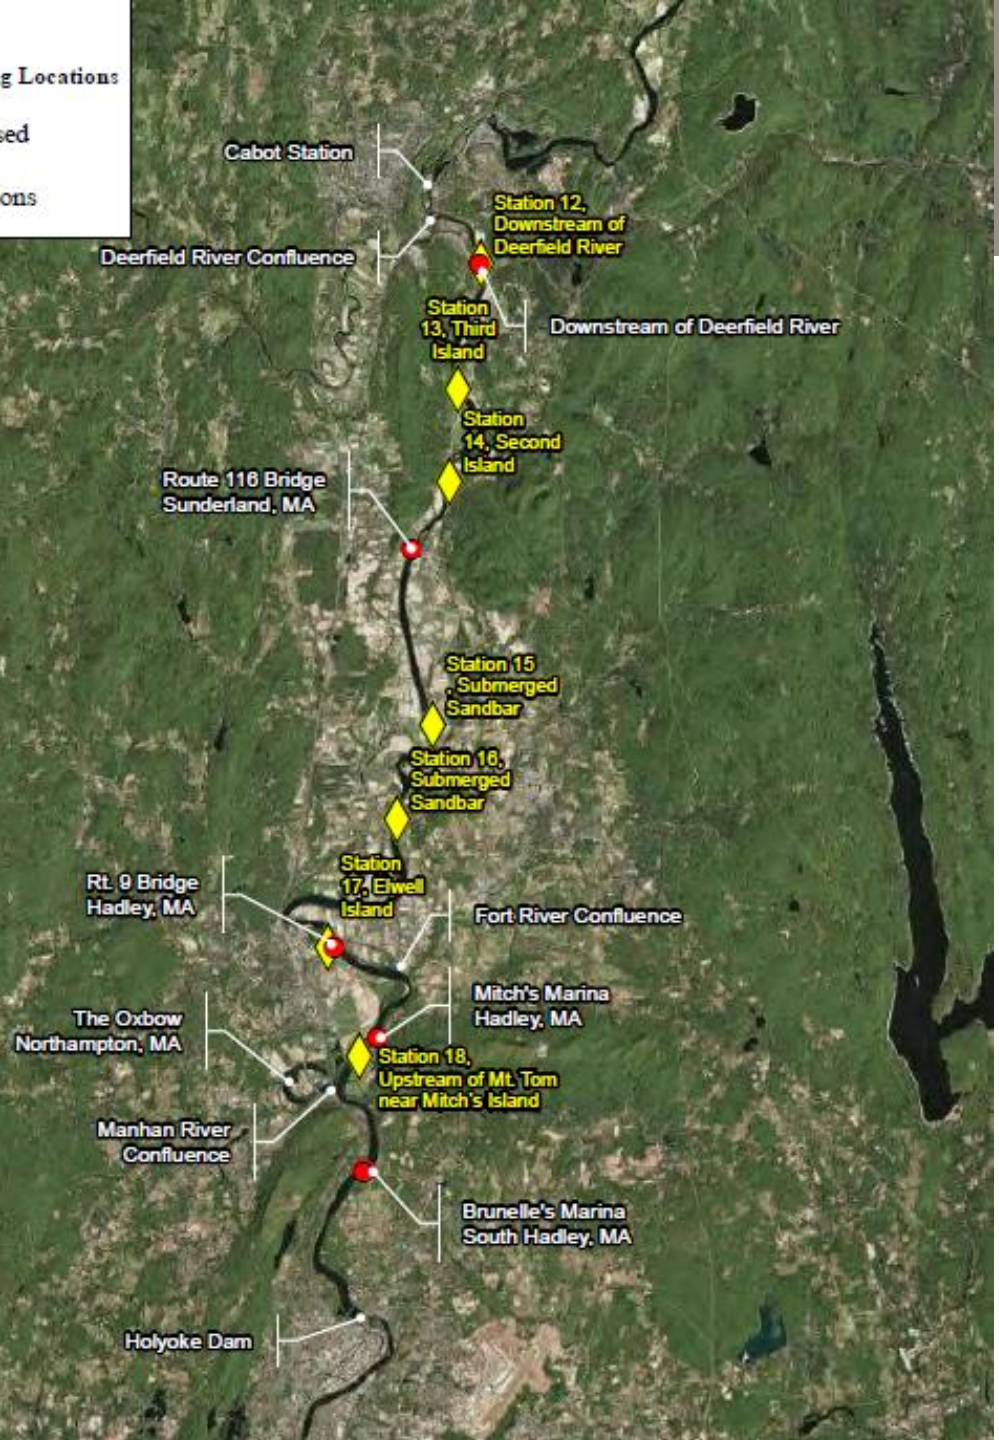 g Locations
sed
ons
Cabot Station
Station 12,
Downstream of
Deerfield River
Deerfield River Confluence
Station
13, Third
Island
Downstream of Deerfield River
Station
14, Second
Island
Route 116 Bridge
Sunderland, MA
Station 15
, Submerged
Sandbar
Station 16,
Submerged
Sandbar
Station
17, Elwell
Island
Rt. 9 Bridge
Hadley, MA
Fort River Confluence
Mitch's Marina
Hadley, MA
The Oxbow
Northampton, MA
Station 18,
Upstream of Mt. Tom
near Mitch's Island
Manhan River
Confluence
Brunelle's Marina
South Hadley, MA
Holyoke Dam